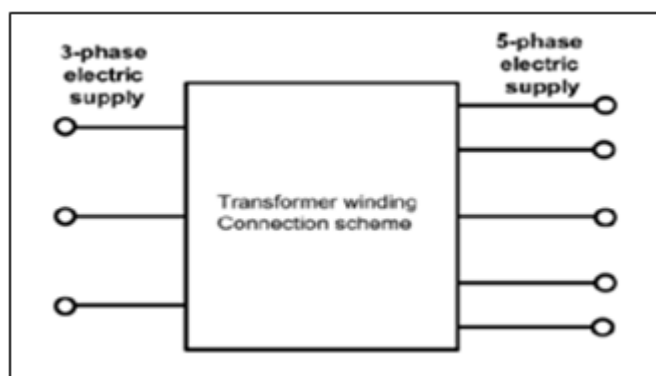 3-phase
electric
supply
5-phase
electric
supply
Transformer winding
Connection scheme